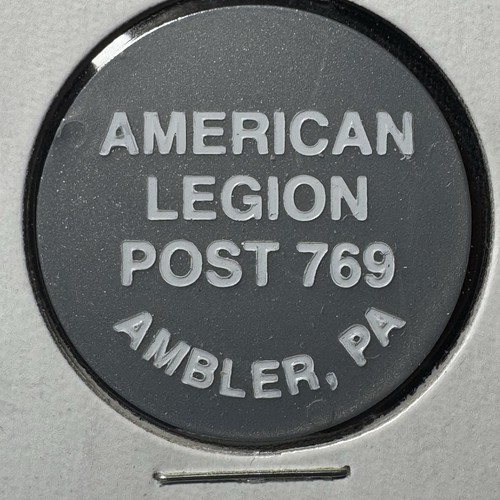 AMERICAN
LEGION
POST 769
AMBLER, PA